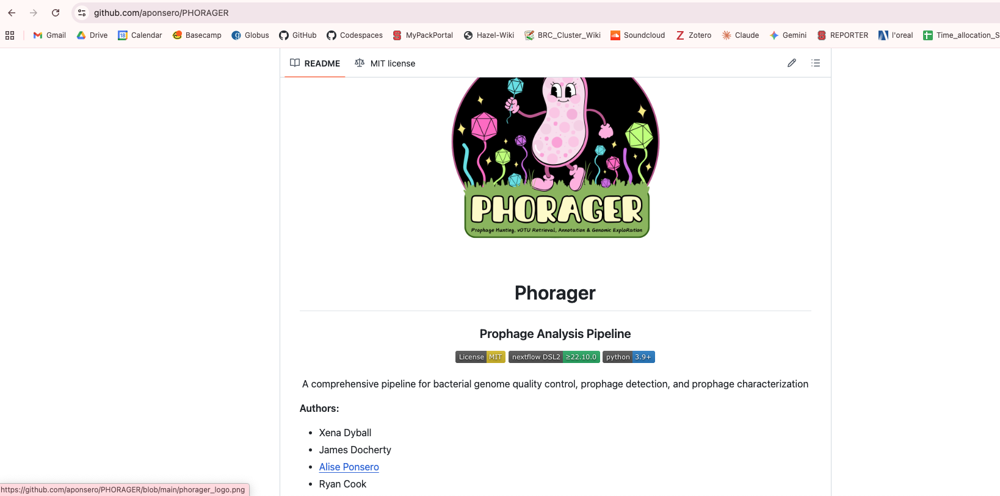 github.com/aponsero/PHORAGER
Gmail Drive Calendar Basecamp Globus GitHub Codespaces MyPackPortal Hazel-Wiki BRC_Cluster_Wiki Soundcloud Zotero Claude Gemini REPORTER l'oreal Time_allocation_S
18
README MIT license
PHORAGER
Prophage Hunting, vOTU Retrieval, Annotation & Genomic ExploRation
Phorager
Prophage Analysis Pipeline
License MIT nextflow DSL2 ≥22.10.0 python 3.9+
A comprehensive pipeline for bacterial genome quality control, prophage detection, and prophage characterization
Authors:
• Xena Dyball
• James Docherty
• Alise Ponsero
• Ryan Cook
https://github.com/aponsero/PHORAGER/blob/main/phorager_logo.png